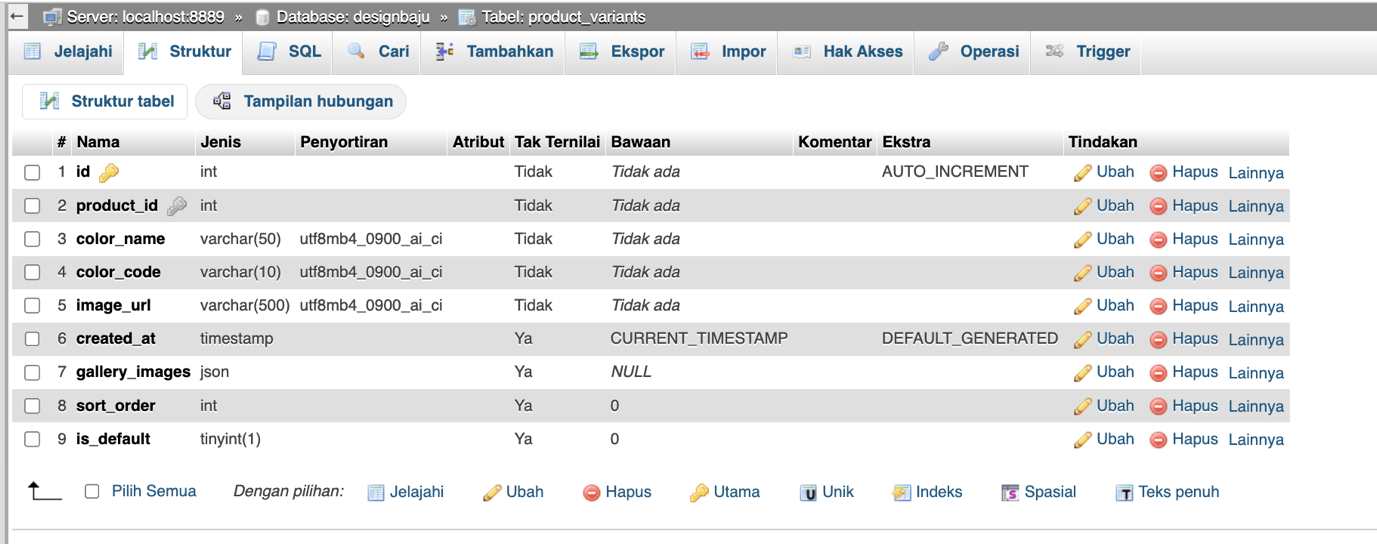 ← Server: localhost:8889 » Database: designbaju » Tabel: product_variants
Jelajahi Struktur SQL Cari Tambahkan Ekspor Impor Hak Akses Operasi Trigger
Struktur tabel Tampilan hubungan
# Nama Jenis Penyortiran Atribut Tak Ternilai Bawaan Komentar Ekstra Tindakan
1 id int Tidak Tidak ada AUTO_INCREMENT Ubah Hapus Lainnya
2 product_id int Tidak Tidak ada Ubah Hapus Lainnya
3 color_name varchar(50) utf8mb4_0900_ai_ci Tidak Tidak ada Ubah Hapus Lainnya
4 color_code varchar(10) utf8mb4_0900_ai_ci Tidak Tidak ada Ubah Hapus Lainnya
5 image_url varchar(500) utf8mb4_0900_ai_ci Tidak Tidak ada Ubah Hapus Lainnya
6 created_at timestamp Ya CURRENT_TIMESTAMP DEFAULT_GENERATED Ubah Hapus Lainnya
7 gallery_images json Ya NULL Ubah Hapus Lainnya
8 sort_order int Ya 0 Ubah Hapus Lainnya
9 is_default tinyint(1) Ya 0 Ubah Hapus Lainnya
Pilih Semua Dengan pilihan: Jelajahi Ubah Hapus Utama U Unik Indeks S Spasial T Teks penuh